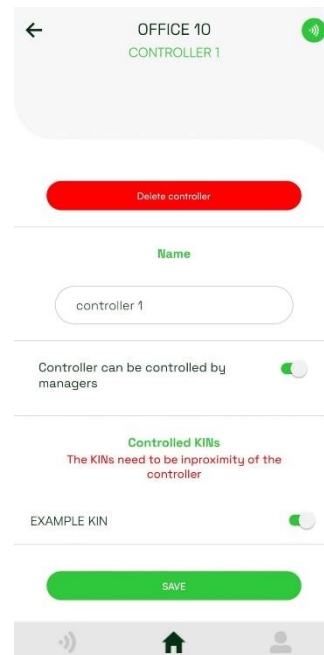 OFFICE 10
CONTROLLER 1
Delete controller
Name
controller 1
Controller can be controlled by
managers
Controlled KINs
The KINs need to be inproximity of the
controller
EXAMPLE KIN
SAVE